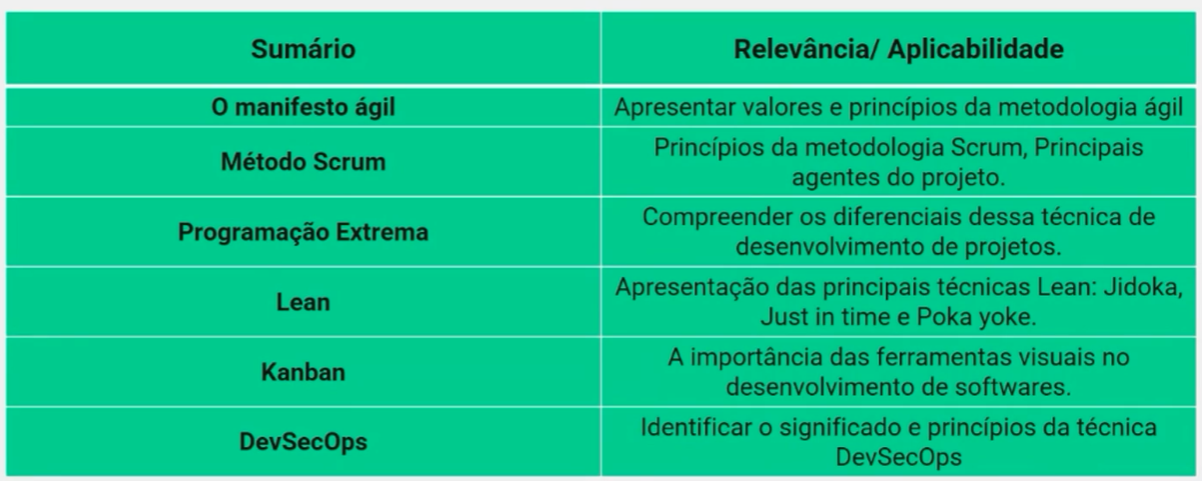 Sumário
Relevância/ Aplicabilidade
O manifesto ágil
Apresentar valores e princípios da metodologia ágil
Método Scrum
Princípios da metodologia Scrum, Principais
agentes do projeto.
Programação Extrema
Compreender os diferenciais dessa técnica de
desenvolvimento de projetos.
Lean
Apresentação das principais técnicas Lean: Jidoka,
Just in time e Poka yoke.
Kanban
A importância das ferramentas visuais no
desenvolvimento de softwares.
DevSecOps
Identificar o significado e princípios da técnica
DevSecOps